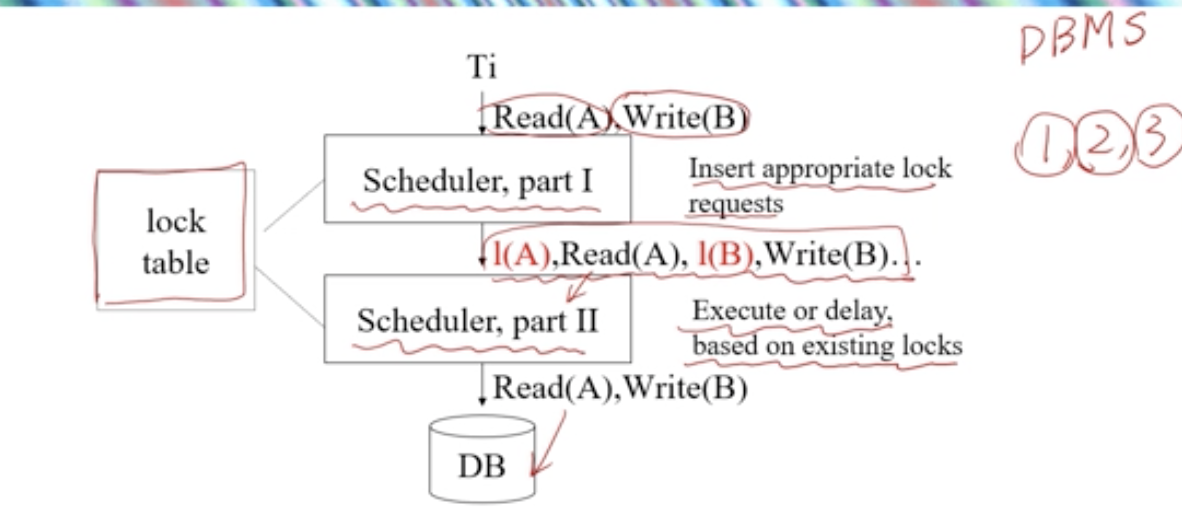 DBMS
Ti
Read(A),Write(B)
1 2, 3
Scheduler, part I
Insert appropriate lock
requests
lock
table
l(A),Read(A), l(B),Write(B)...
Scheduler, part II
Execute or delay,
based on existing locks
Read(A),Write(B)
DB